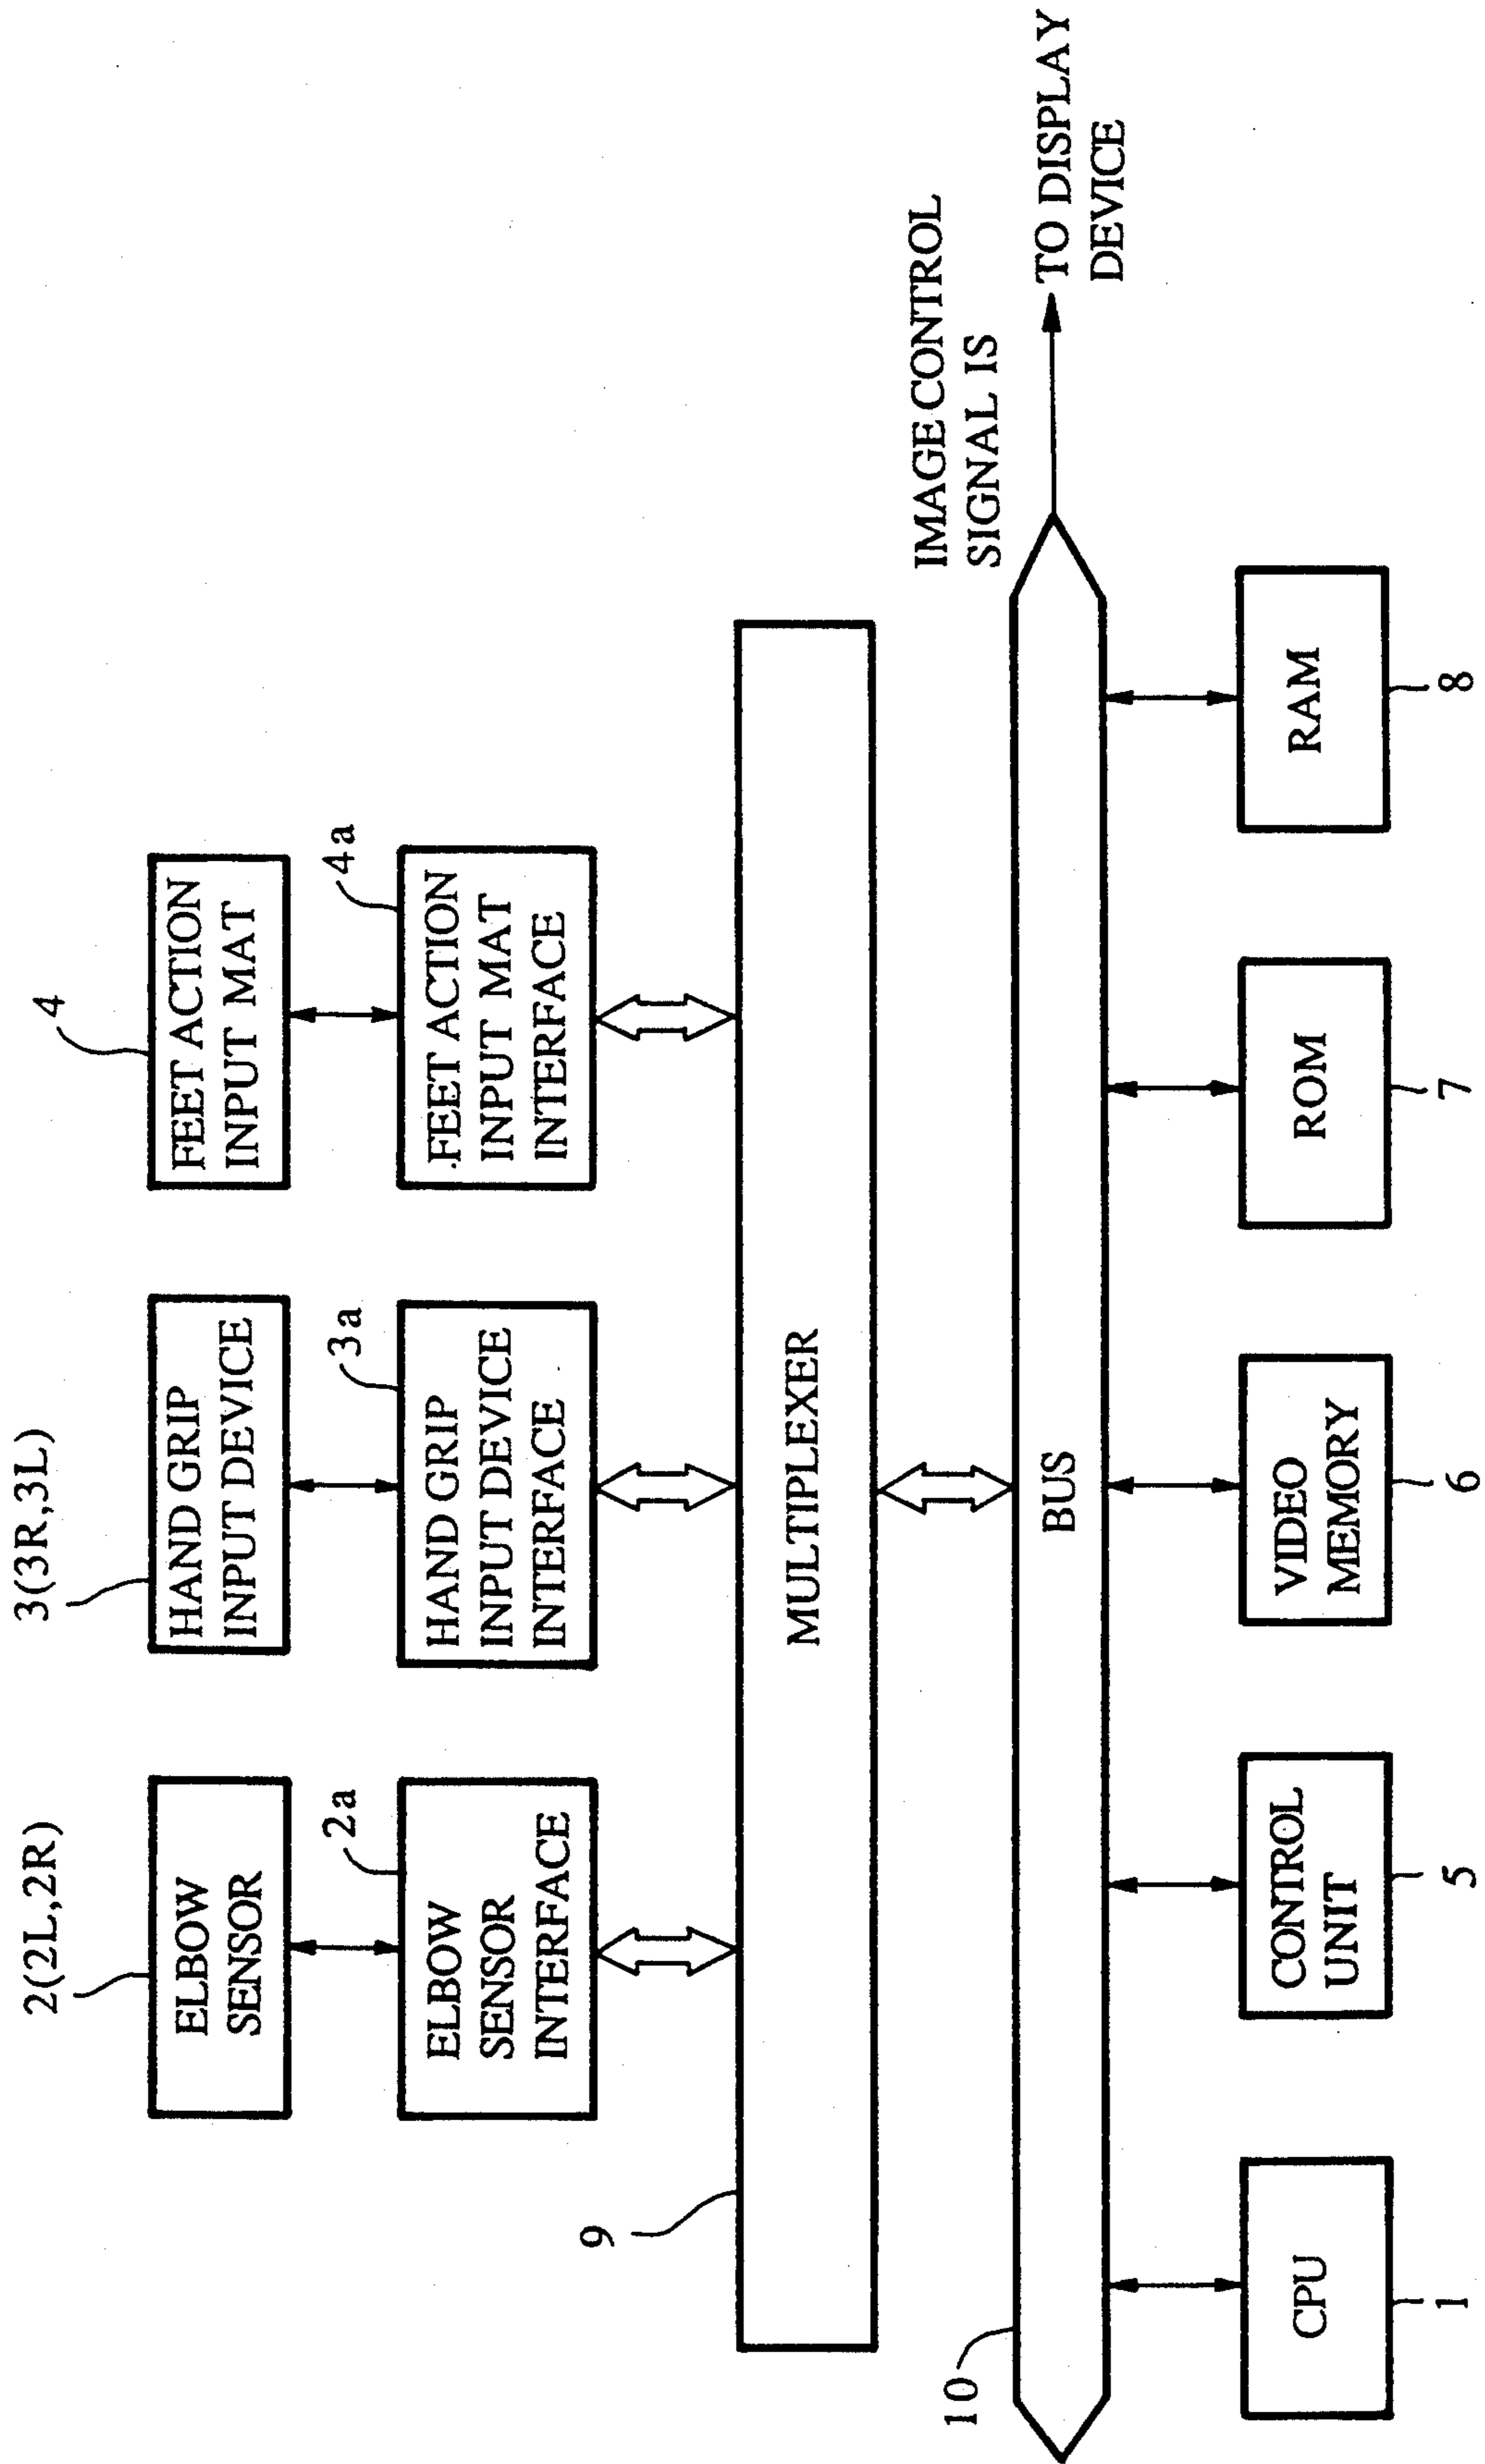 2(2L,2R)
ELBOW
SENSOR
3(3R,3L)
HAND GRIP
INPUT DEVICE
4
FEET ACTION
INPUT MAT
2a
ELBOW
SENSOR
INTERFACE
3a
HAND GRIP
INPUT DEVICE
INTERFACE
4a
.FEET ACTION
INPUT MAT
INTERFACE
9
MULTIPLEXER
IMAGE CONTROL
SIGNAL IS
10
BUS
TO DISPLAY
DEVICE
CPU
1
CONTROL
UNIT
5
VIDEO
MEMORY
6
ROM
7
RAM
8